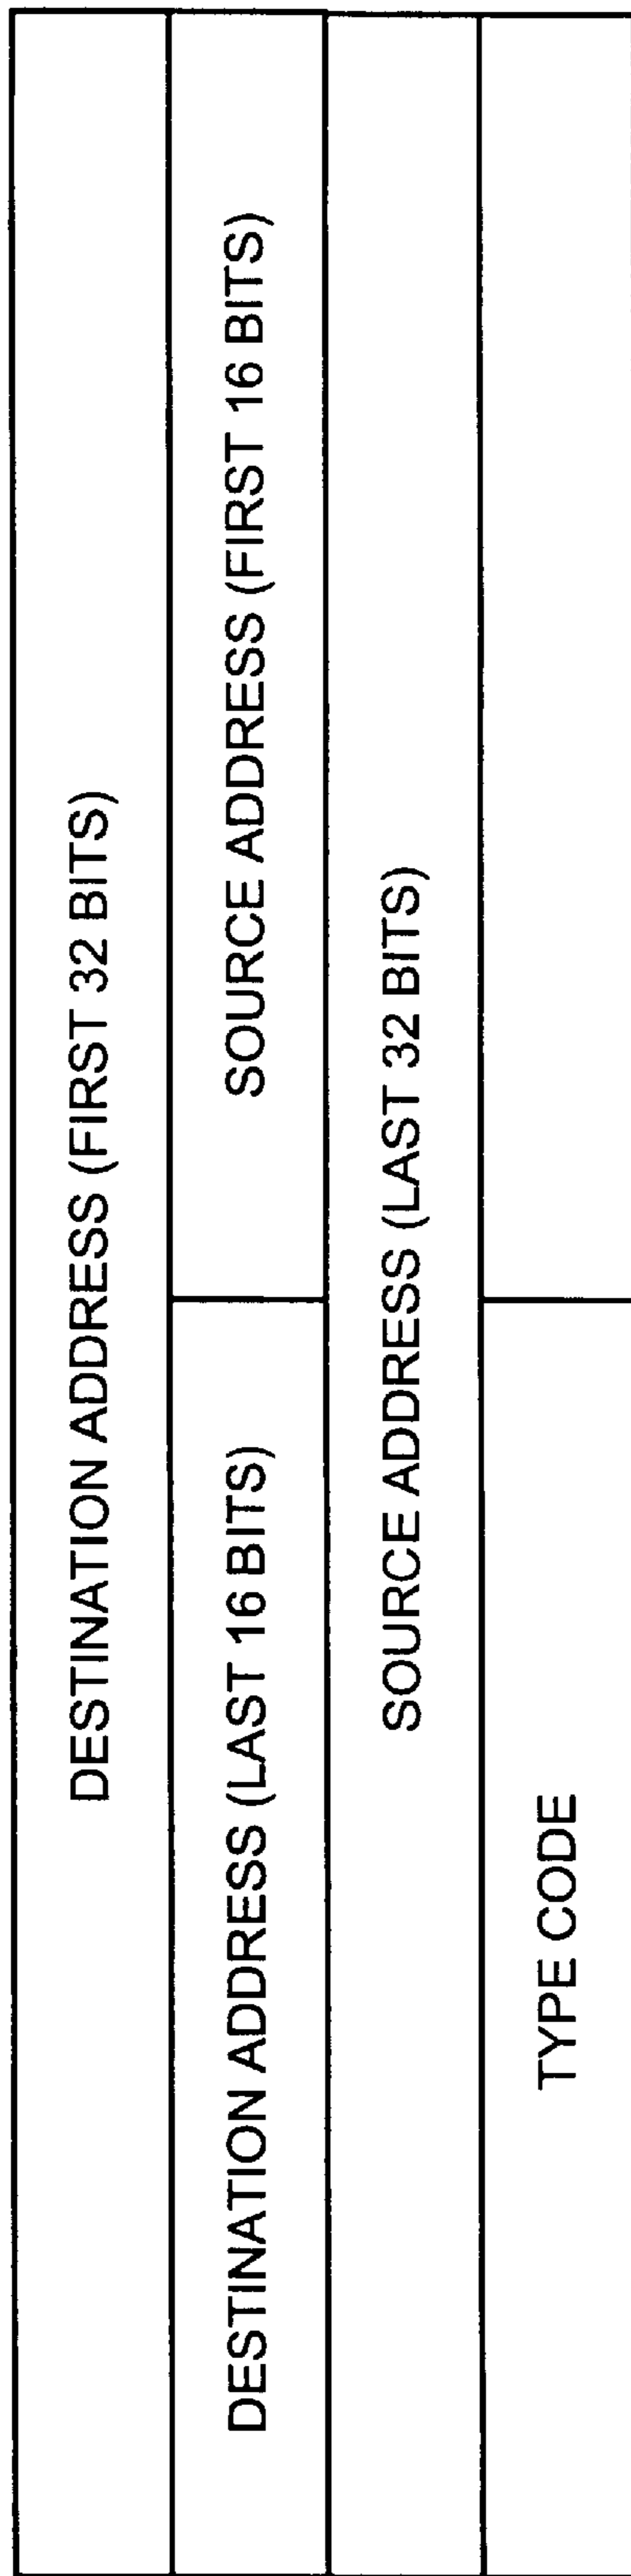 DESTINATION ADDRESS (FIRST 32 BITS)
DESTINATION ADDRESS (LAST 16 BITS)
SOURCE ADDRESS (FIRST 16 BITS)
SOURCE ADDRESS (LAST 32 BITS)
TYPE CODE